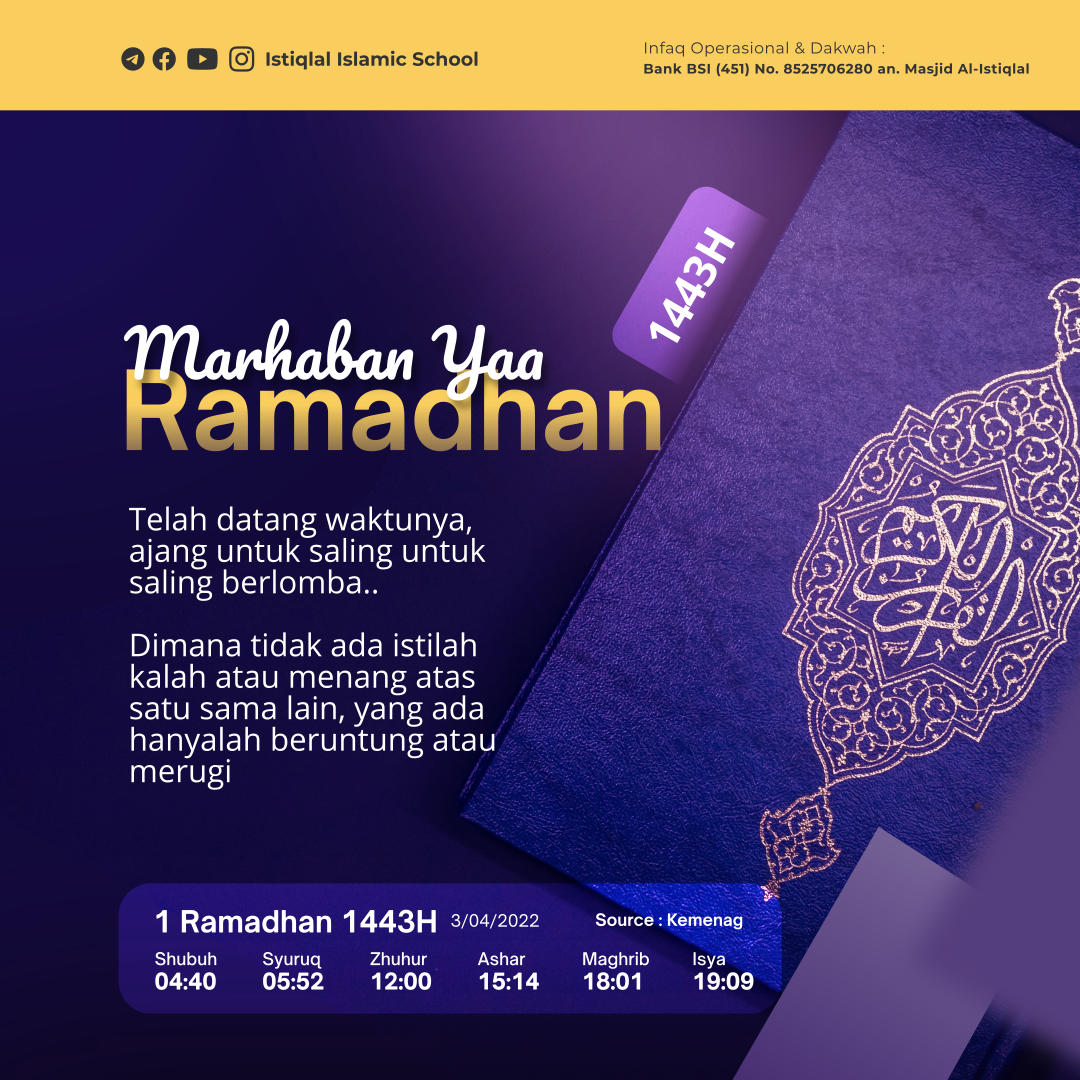 Istiqlal Islamic School
Infaq Operasional & Dakwah :
Bank BSI (451) No. 8525706280 an. Masjid Al-Istiqlal
1443H
Marhaban Yaa
Ramadhan
Telah datang waktunya,
ajang untuk saling untuk
saling berlomba..
Dimana tidak ada istilah
kalah atau menang atas
satu sama lain, yang ada
hanyalah beruntung atau
merugi
1 Ramadhan 1443H 3/04/2022 Source : Kemenag
Shubuh Syuruq Zhuhur Ashar Maghrib Isya
04:40 05:52 12:00 15:14 18:01 19:09